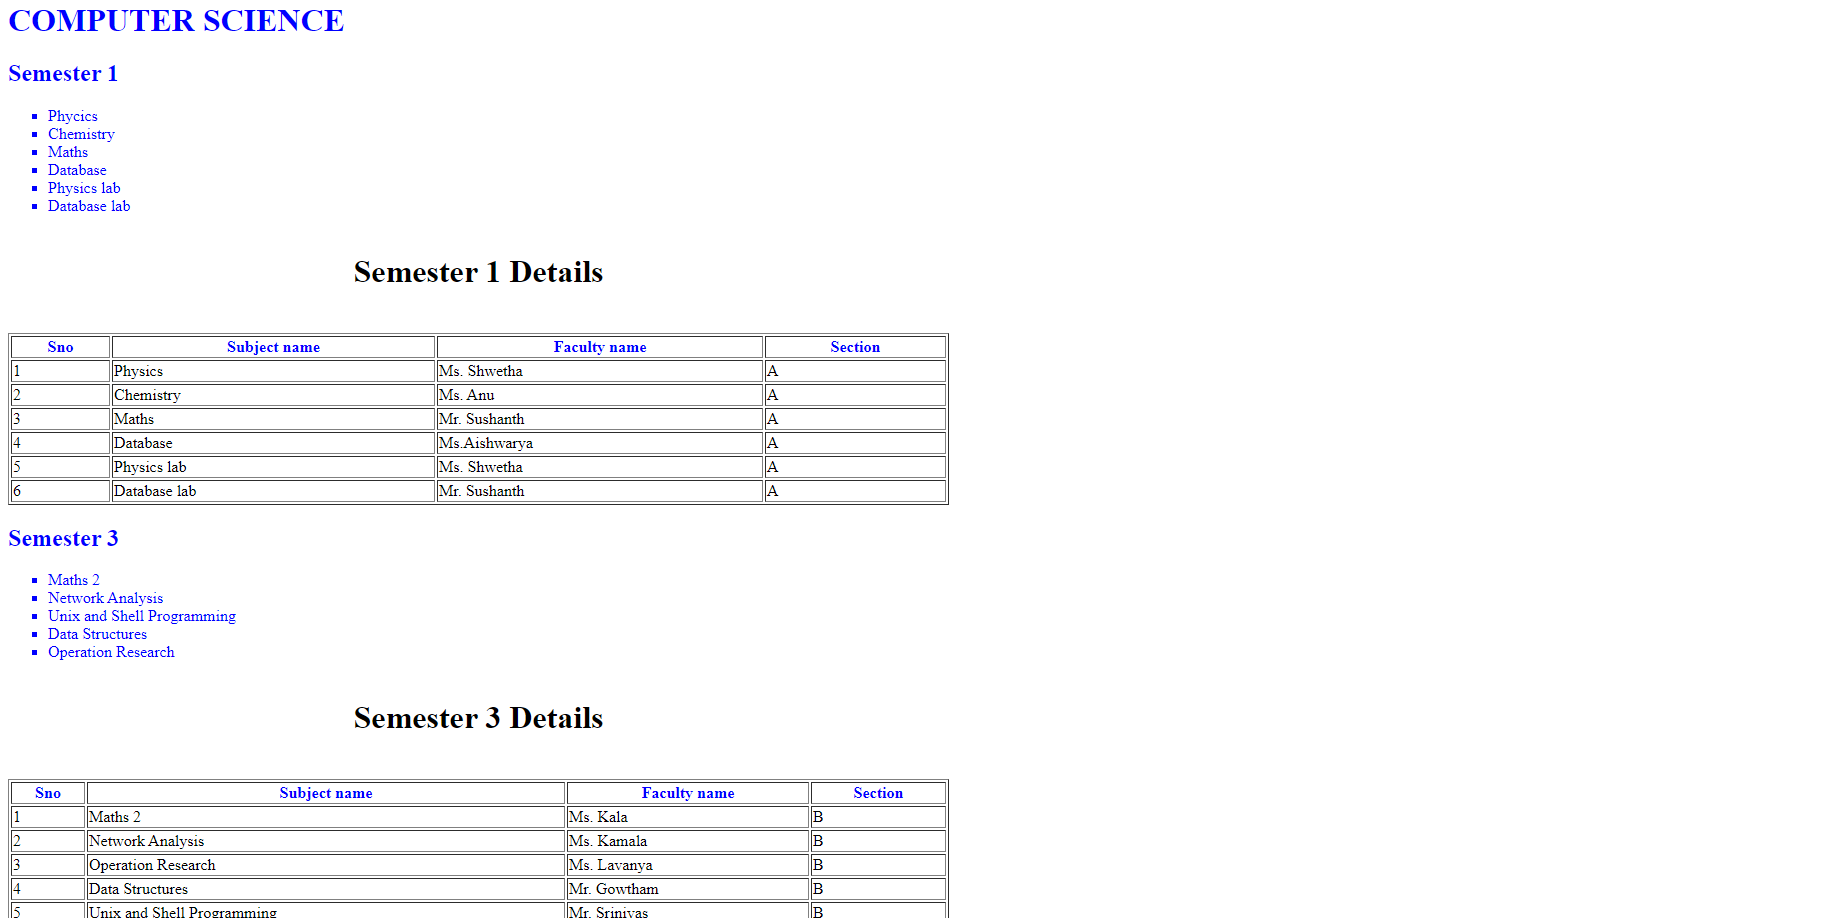 COMPUTER SCIENCE
Semester 1
Phycics
Chemistry
Maths
Database
Physics lab
Database lab
Semester 1 Details
Sno Subject name Faculty name Section
1 Physics Ms. Shwetha A
2 Chemistry Ms. Anu A
3 Maths Mr. Sushanth A
4 Database Ms.Aishwarya A
5 Physics lab Ms. Shwetha A
6 Database lab Mr. Sushanth A
Semester 3
Maths 2
Network Analysis
Unix and Shell Programming
Data Structures
Operation Research
Semester 3 Details
Sno Subject name Faculty name Section
1 Maths 2 Ms. Kala B
2 Network Analysis Ms. Kamala B
3 Operation Research Ms. Lavanya B
4 Data Structures Mr. Gowtham B
5 Unix and Shell Programming Mr. Srinivas B